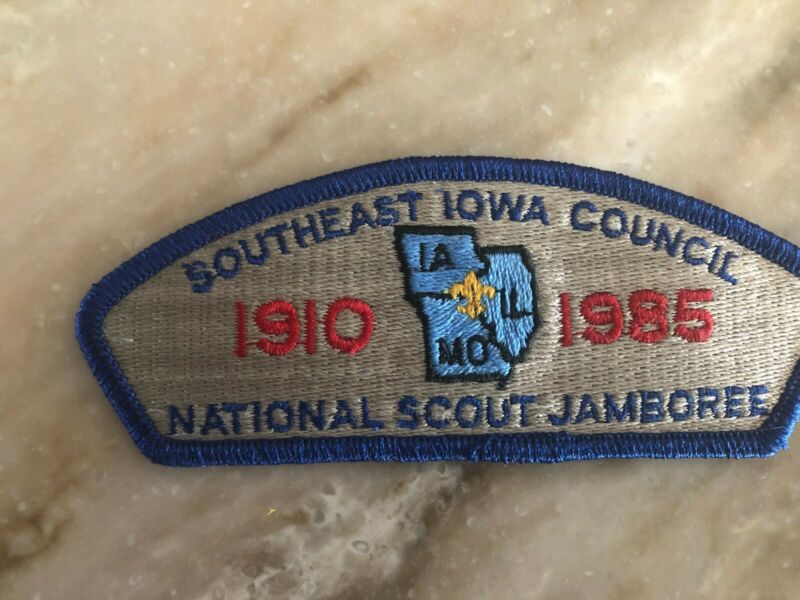 SOUTHEAST IOWA COUNCIL
IA
1910 IL 1985
MO
NATIONAL SCOUT JAMBOREE